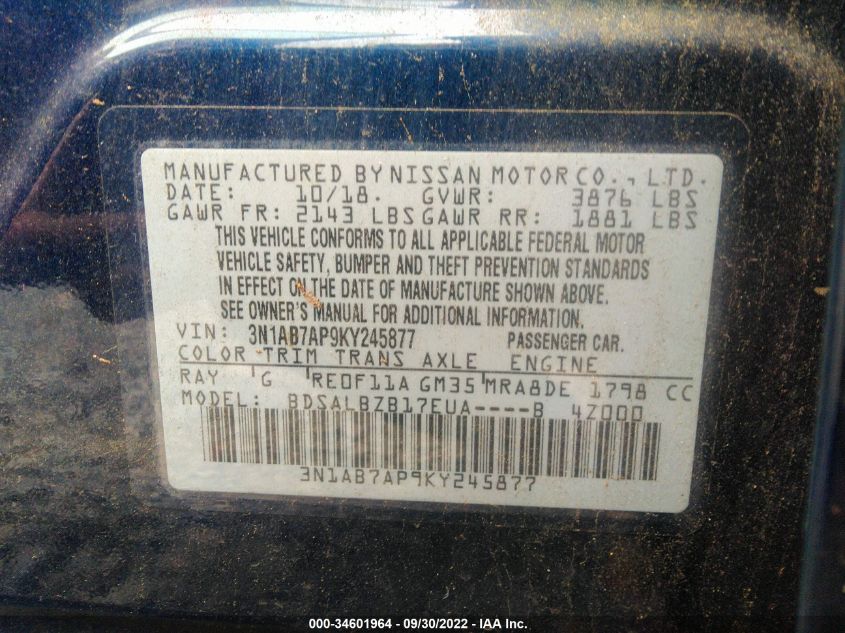 MANUFACTURED BY NISSAN MOTOR CO., LTD.
DATE: 10/18. GVWR: 3876 LBS
GAWR FR: 2143 LBS GAWR RR: 1881 LBS
THIS VEHICLE CONFORMS TO ALL APPLICABLE FEDERAL MOTOR
VEHICLE SAFETY, BUMPER AND THEFT PREVENTION STANDARDS
IN EFFECT ON THE DATE OF MANUFACTURE SHOWN ABOVE.
SEE OWNER'S MANUAL FOR ADDITIONAL INFORMATION.
VIN: 3N1AB7AP9KY245877 PASSENGER CAR.
COLOR TRIM TRANS AXLE ENGINE
RAY G RE0F11A GM35 MRA8DE 1798 CC
MODEL: BDSALBZB17EUA----B 4Z000
3N1AB7AP9KY245877
000-34601964 - 09/30/2022 - IAA Inc.